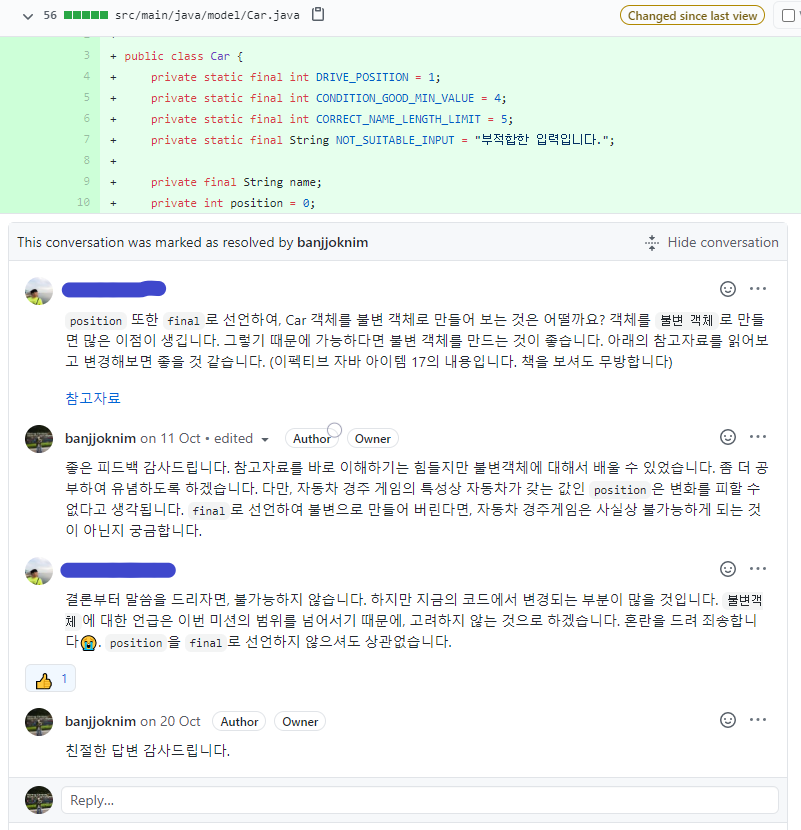 56 src/main/java/model/Car.java Changed since last view
3 + public class Car {
4 + private static final int DRIVE_POSITION = 1;
5 + private static final int CONDITION_GOOD_MIN_VALUE = 4;
6 + private static final int CORRECT_NAME_LENGTH_LIMIT = 5;
7 + private static final String NOT_SUITABLE_INPUT = "부적합한 입력입니다.";
8 +
9 + private final String name;
10 + private int position = 0;
This conversation was marked as resolved by banjjoknim Hide conversation
position 또한 final 로 선언하여, Car 객체를 불변 객체로 만들어 보는 것은 어떨까요? 객체를 불변 객체 로 만들
면 많은 이점이 생깁니다. 그렇기 때문에 가능하다면 불변 객체를 만드는 것이 좋습니다. 아래의 참고자료를 읽어보
고 변경해보면 좋을 것 같습니다. (이펙티브 자바 아이템 17의 내용입니다. 책을 보셔도 무방합니다)
참고자료
banjjoknim on 11 Oct • edited Author Owner
좋은 피드백 감사드립니다. 참고자료를 바로 이해하기는 힘들지만 불변객체에 대해서 배울 수 있었습니다. 좀 더 공
부하여 유념하도록 하겠습니다. 다만, 자동차 경주 게임의 특성상 자동차가 갖는 값인 position 은 변화를 피할 수
없다고 생각됩니다. final 로 선언하여 불변으로 만들어 버린다면, 자동차 경주게임은 사실상 불가능하게 되는 것
이 아닌지 궁금합니다.
결론부터 말씀을 드리자면, 불가능하지 않습니다. 하지만 지금의 코드에서 변경되는 부분이 많을 것입니다. 불변객
체 에 대한 언급은 이번 미션의 범위를 넘어서기 때문에, 고려하지 않는 것으로 하겠습니다. 혼란을 드려 죄송합니
다😭. position 을 final 로 선언하지 않으셔도 상관없습니다.
👍 1
banjjoknim on 20 Oct Author Owner
친절한 답변 감사드립니다.
Reply...